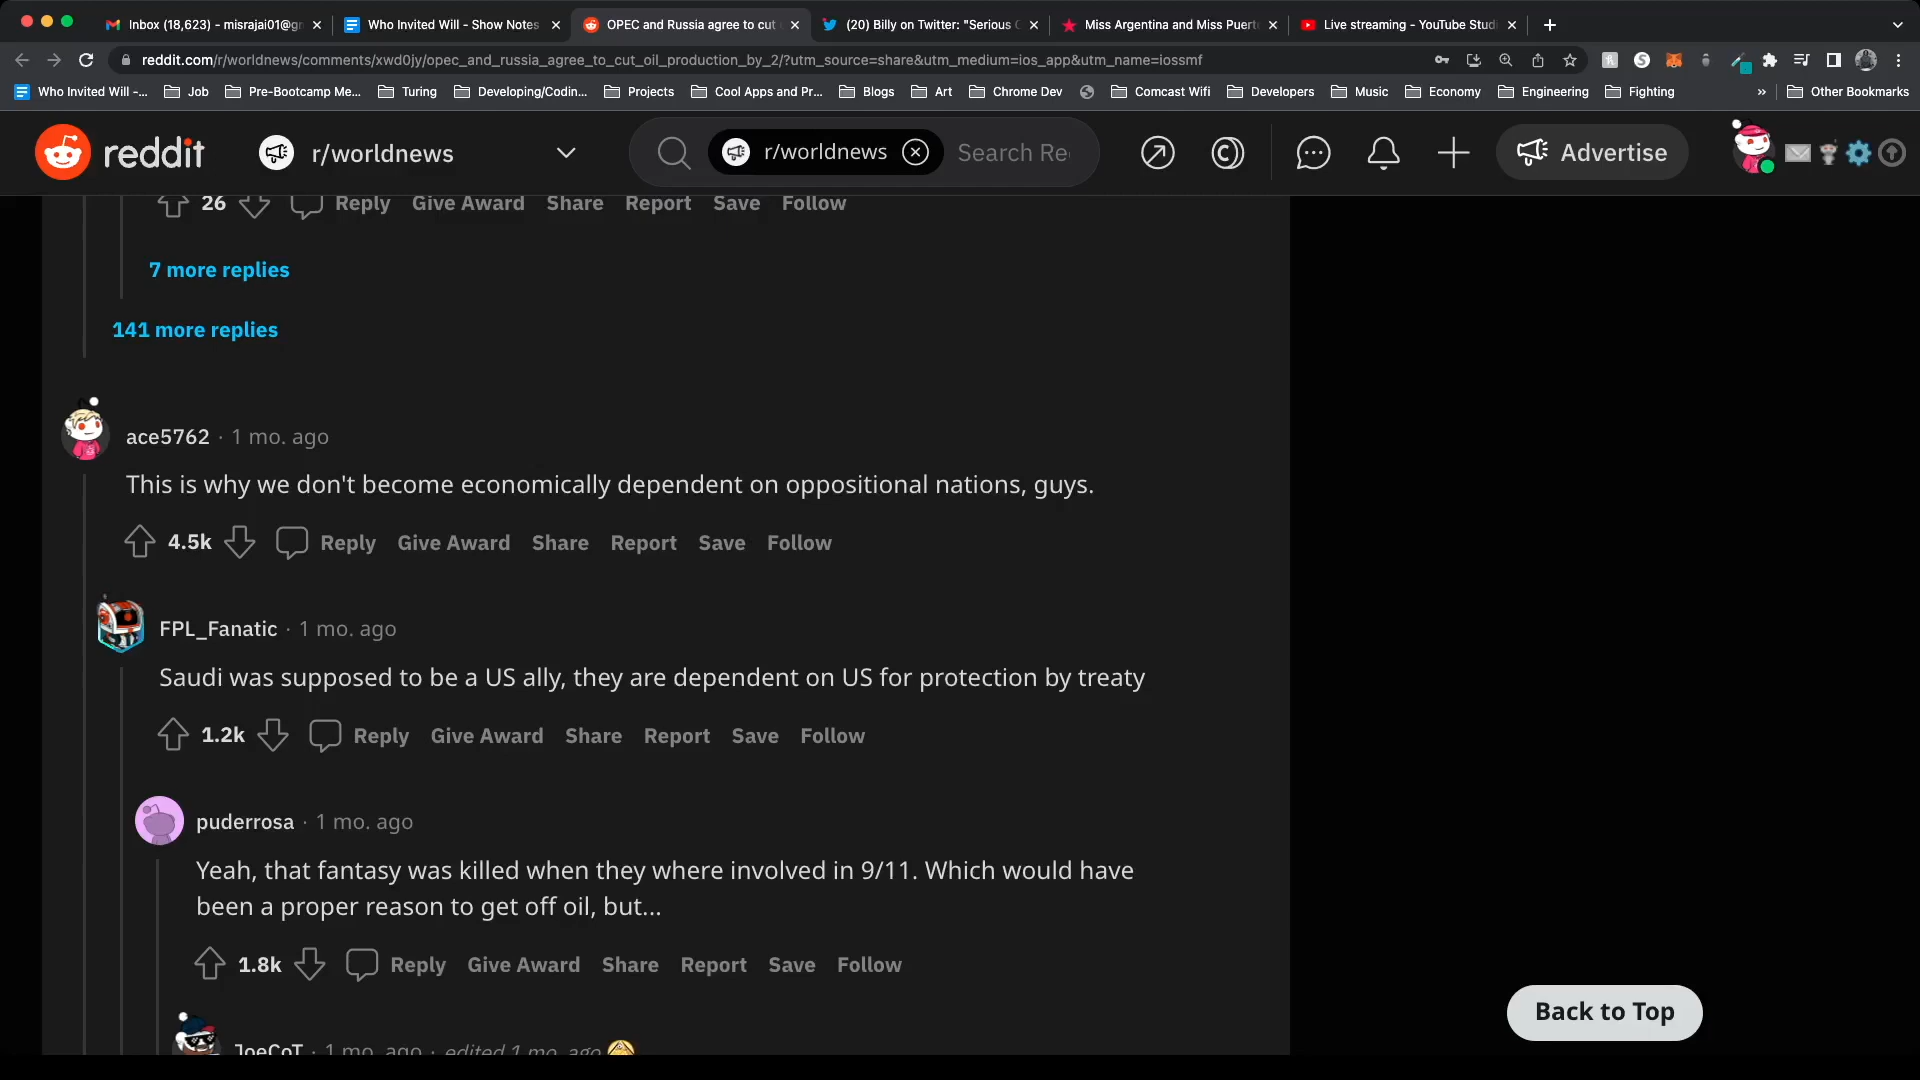 Inbox (18,623) - misrajai01@g
Who Invited Will - Show Notes
OPEC and Russia agree to cut
(20) Billy on Twitter: "Serious
Miss Argentina and Miss Puert
Live streaming - YouTube Stud
reddit.com/r/worldnews/comments/xwd0jy/opec_and_russia_agree_to_cut_oil_production_by_2/?utm_source=share&utm_medium=ios_app&utm_name=iossmf
Who Invited Will -... Job Pre-Bootcamp Me... Turing Developing/Codin... Projects Cool Apps and Pr... Blogs Art Chrome Dev Comcast Wifi Developers Music Economy Engineering Fighting » Other Bookmarks
reddit r/worldnews r/worldnews Search Re Advertise
26 Reply Give Award Share Report Save Follow
7 more replies
141 more replies
ace5762 · 1 mo. ago
This is why we don't become economically dependent on oppositional nations, guys.
4.5k Reply Give Award Share Report Save Follow
FPL_Fanatic · 1 mo. ago
Saudi was supposed to be a US ally, they are dependent on US for protection by treaty
1.2k Reply Give Award Share Report Save Follow
puderrosa · 1 mo. ago
Yeah, that fantasy was killed when they where involved in 9/11. Which would have
been a proper reason to get off oil, but...
1.8k Reply Give Award Share Report Save Follow
JoeCoT · 1 mo. ago · edited 1 mo. ago
Back to Top